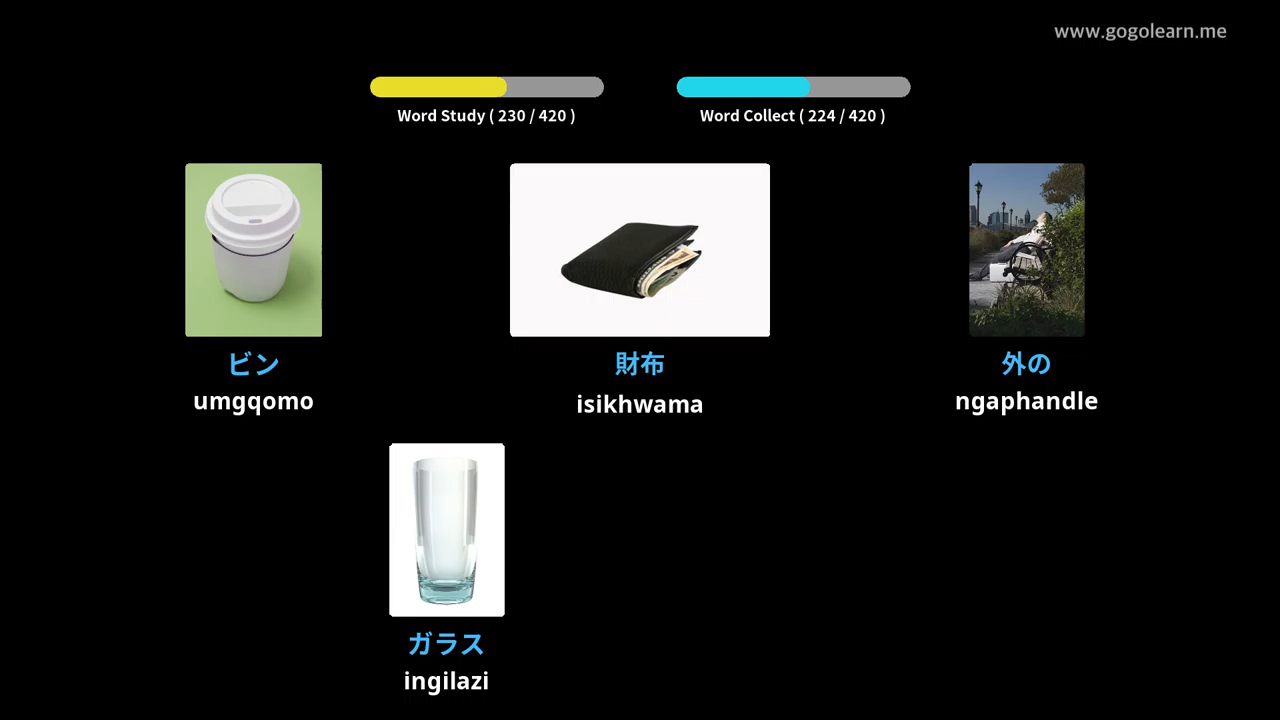 www.gogolearn.me
Word Study ( 230 / 420 )
Word Collect ( 224 / 420 )
ビン
umgqomo
財布
isikhwama
外の
ngaphandle
ガラス
ingilazi